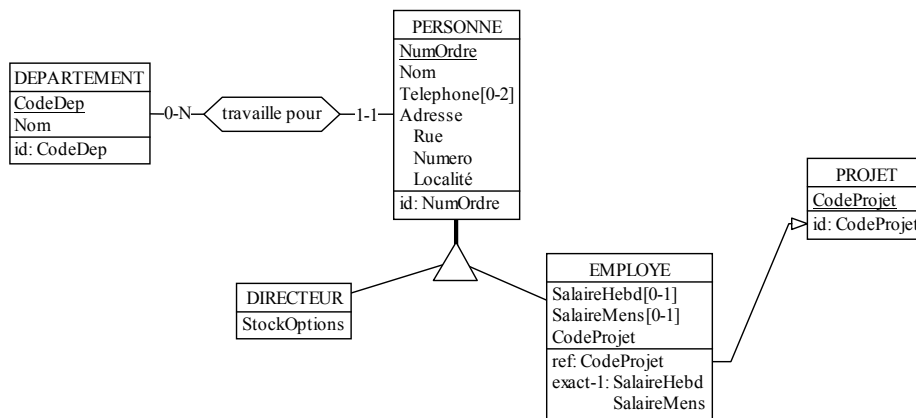 PERSONNE
NumOrdre
Nom
Telephone[0-2]
Adresse
Rue
Numero
Localité
id: NumOrdre
DEPARTEMENT
CodeDep
Nom
id: CodeDep
0-N
travaille pour
1-1
PROJET
CodeProjet
id: CodeProjet
DIRECTEUR
StockOptions
EMPLOYE
SalaireHebd[0-1]
SalaireMens[0-1]
CodeProjet
ref: CodeProjet
exact-1: SalaireHebd
SalaireMens